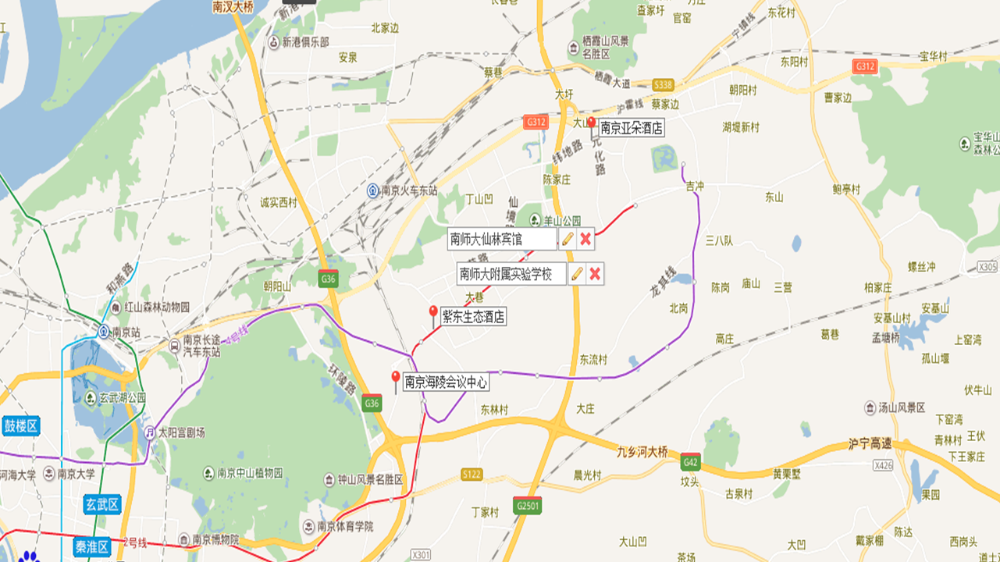 南汊大桥
新港
北家边
新港俱乐部
安泉
查家圩
官窑
东花村
宁镇线
栖霞山风景
名胜区
东阳村
宝华村
G312
蔡巷
栖霞大道
S338
朝阳村
大圩
沪霍线
蔡家边
曹家边
G312
大山
南京亚朵酒店
湖堤新村
宝华山
森林公
纬地路
元化路
陈家庄
吉冲
鲍亭村
南京火车东站
丁山凹
诚实西村
东山
仙境
羊山公园
南师大仙林宾馆
三八队
南师大附属实验学校
G36
和燕路
朝阳山
龙其线
陈岗
庙山
三营
螺丝冲
X305
柏家庄
大巷
红山森林动物园
北岗
安基山
安基山村
紫东生态酒店
南京站
南京长途
汽车东站
4号线
高庄
葛巷
孟塘桥
上窑湾
东流村
孤山堰
环陵路
南京海陵会议中心
伏牛山
玄武湖公园
G36
东林村
大庄
汤山风景区
下窑湾
鼓楼区
太阳宫剧场
青林村
王伏
九乡河大桥
沪宁高速
下王家庄
G42
X426
河海大学
南京大学
南京中山植物园
钟山风景名胜区
S122
晨光村
坟头
黄栗墅
古泉村
果园
玄武区
G2501
丁家村
南京体育学院
陈达
秦淮区
2号线
南京博物院
大山凹
大凹
戴家棚
西岗头
X301
茶场